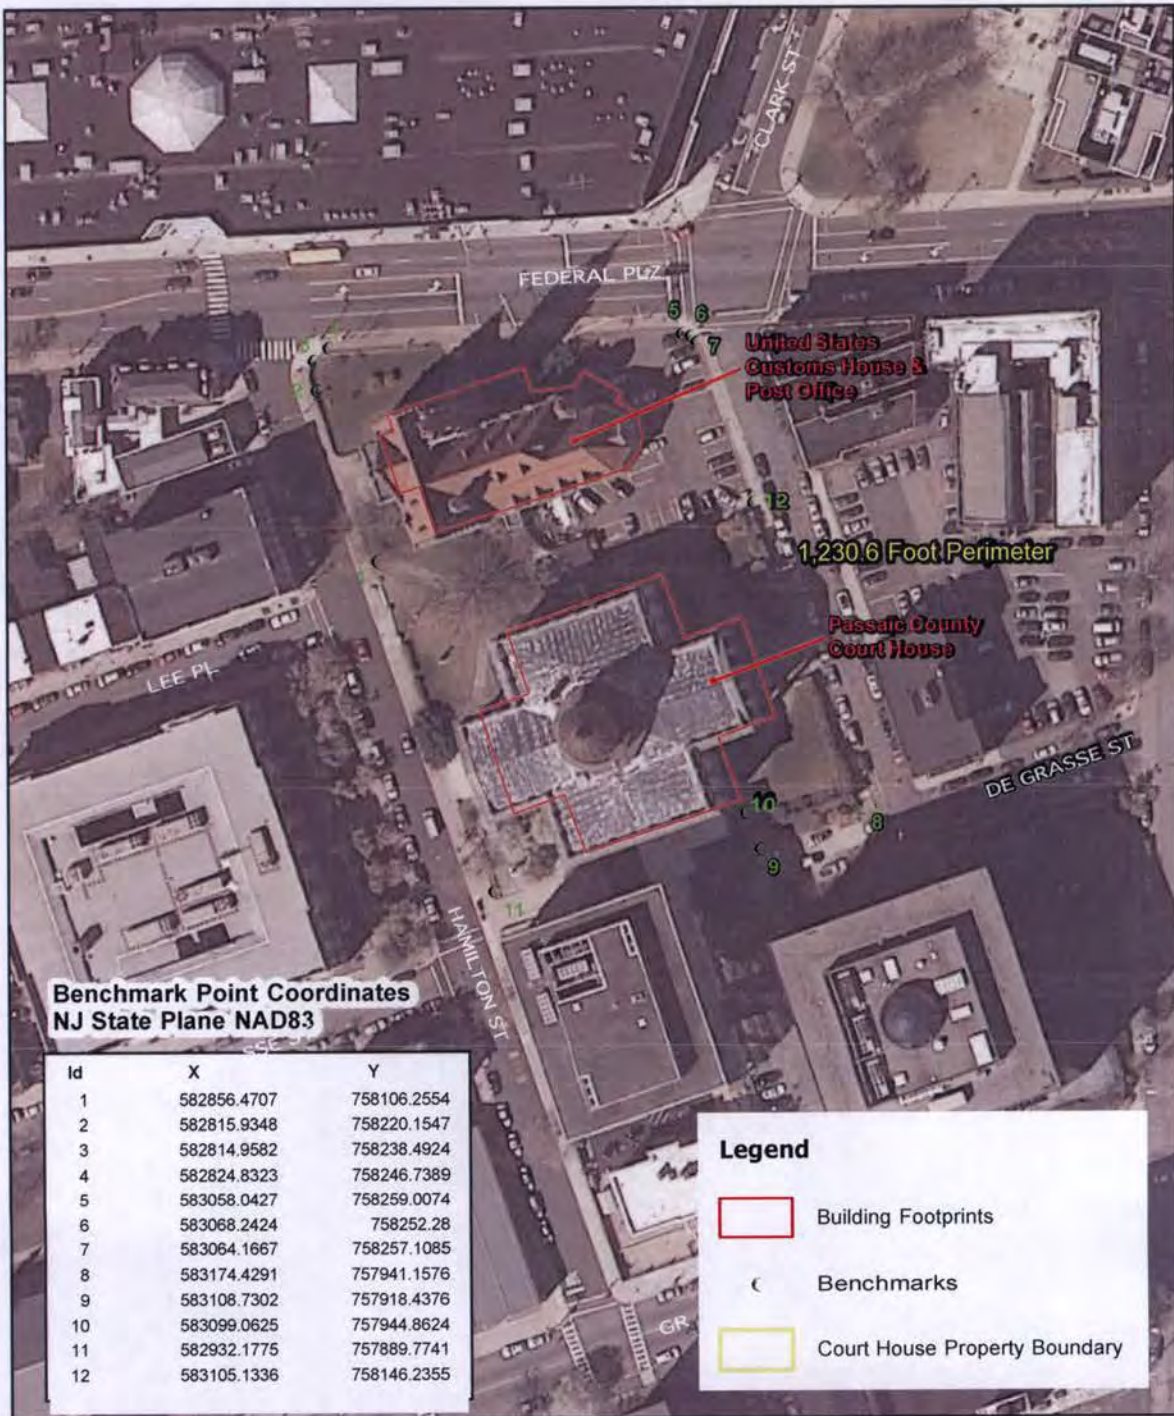 CLARK ST
FEDERAL PLZ
5
6
7
United States
Customs House &
Post Office
12
1,230.6 Foot Perimeter
Passaic County
Court House
LEE PL
DE GRASSE ST
10
8
9
11
HAMILTON ST
Benchmark Point Coordinates
NJ State Plane NAD83
Id X Y
1 582856.4707 758106.2554
2 582815.9348 758220.1547
3 582814.9582 758238.4924
4 582824.8323 758246.7389
5 583058.0427 758259.0074
6 583068.2424 758252.28
7 583064.1667 758257.1085
8 583174.4291 757941.1576
9 583108.7302 757918.4376
10 583099.0625 757944.8624
11 582932.1775 757889.7741
12 583105.1336 758146.2355
Legend
Building Footprints
Benchmarks
Court House Property Boundary
GR